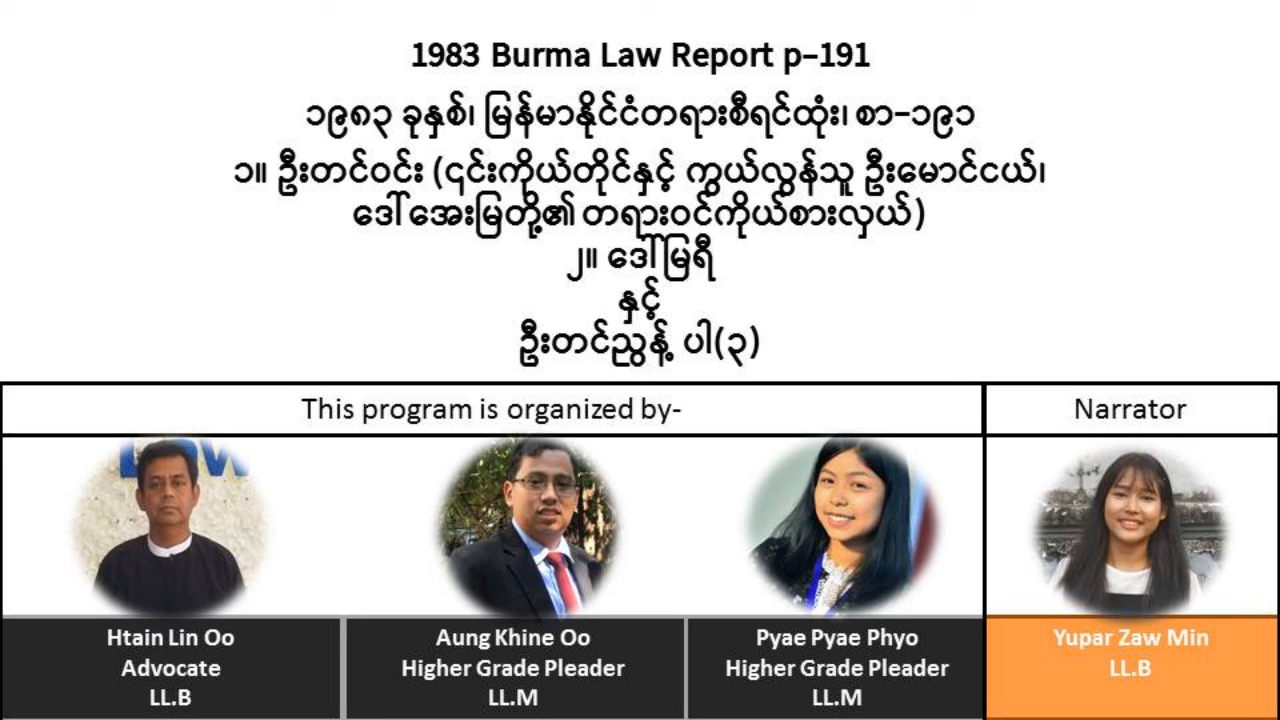 1983 Burma Law Report p-191
၁၉၈၃ ခုနှစ်၊ မြန်မာနိုင်ငံတရားစီရင်ထုံး၊ စာ-၁၉၁
၁။ ဦးတင်ဝင်း (၎င်းကိုယ်တိုင်နှင့် ကွယ်လွန်သူ ဦးမောင်ငယ်၊
ဒေါ်အေးမြတို့၏ တရားဝင်ကိုယ်စားလှယ်)
၂။ ဒေါ်မြရီ
နှင့်
ဦးတင်ညွန့် ပါ(၃)
This program is organized by-
Narrator
Htain Lin Oo
Advocate
LL.B
Aung Khine Oo
Higher Grade Pleader
LL.M
Pyae Pyae Phyo
Higher Grade Pleader
LL.M
Yupar Zaw Min
LL.B